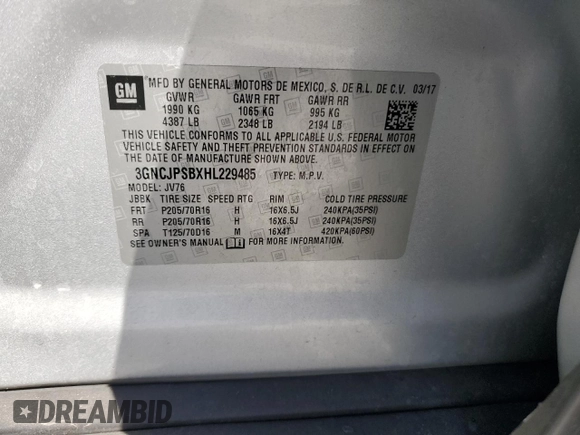 GM
MFD BY GENERAL MOTORS DE MEXICO, S. DE R.L. DE C.V. 03/17
GVWR GAWR FRT GAWR RR
1990 KG 1065 KG 995 KG
4387 LB 2348 LB 2194 LB
THIS VEHICLE CONFORMS TO ALL APPLICABLE U.S. FEDERAL MOTOR
VEHICLE SAFETY AND THEFT PREVENTION STANDARDS IN EFFECT ON
THE DATE OF MANUFACTURE SHOWN ABOVE.
3GNCJPSBXHL229485 TYPE: M.P.V.
MODEL: JV76
JBBK TIRE SIZE SPEED RTG RIM COLD TIRE PRESSURE
FRT P205/70R16 H 16X6.5J 240KPA(35PSI)
RR P205/70R16 H 16X6.5J 240KPA(35PSI)
SPA T125/70D16 M 16X4T 420KPA(60PSI)
SEE OWNER'S MANUAL FOR MORE INFORMATION.
DREAMBID